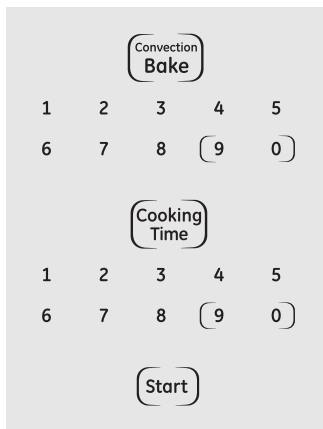 Convection
Bake
1 2 3 4 5
6 7 8 9 0
Cooking
Time
1 2 3 4 5
6 7 8 9 0
Start